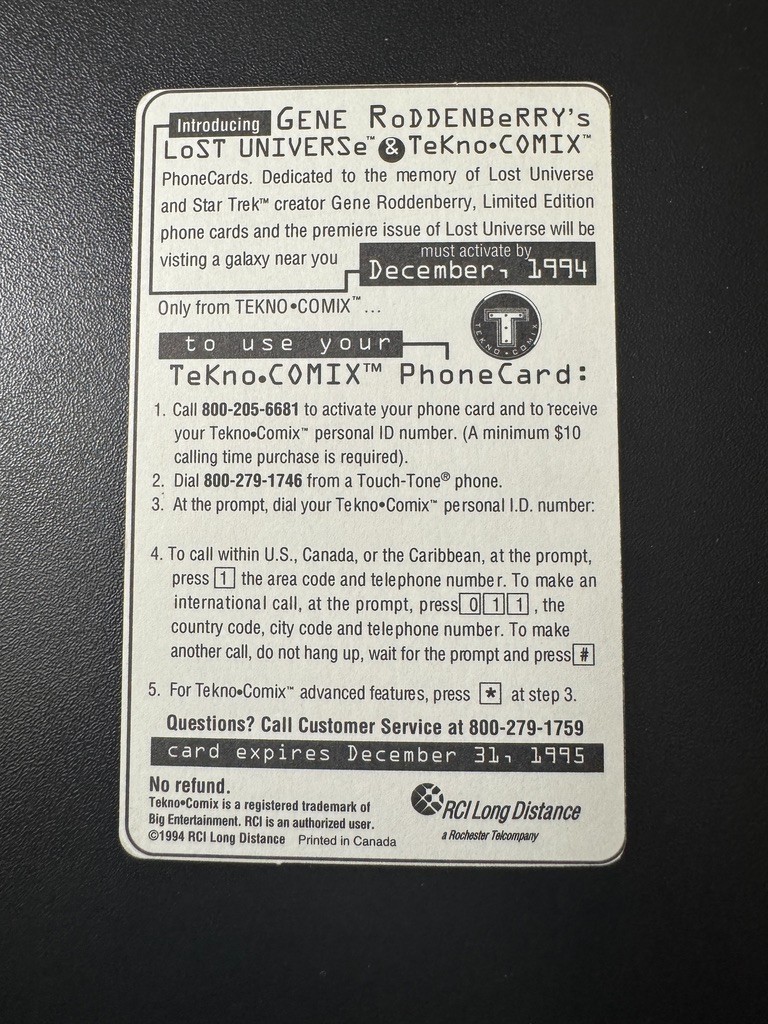 Introducing GENE RoDDENBeRRY's
LoST UNIVERSe™ & TeKno•COMIX™
PhoneCards. Dedicated to the memory of Lost Universe
and Star Trek™ creator Gene Roddenberry, Limited Edition
phone cards and the premiere issue of Lost Universe will be
visting a galaxy near you
must activate by
December, 1994
Only from TEKNO•COMIX™...
T
TEKNO•COMIX
to use your
TeKno•COMIX™ PhoneCard:
1. Call 800-205-6681 to activate your phone card and to receive
your Tekno•Comix™ personal ID number. (A minimum $10
calling time purchase is required).
2. Dial 800-279-1746 from a Touch-Tone® phone.
3. At the prompt, dial your Tekno•Comix™ personal I.D. number:
4. To call within U.S., Canada, or the Caribbean, at the prompt,
press 1 the area code and telephone number. To make an
international call, at the prompt, press 0 1 1, the
country code, city code and telephone number. To make
another call, do not hang up, wait for the prompt and press #
5. For Tekno•Comix™ advanced features, press * at step 3.
Questions? Call Customer Service at 800-279-1759
card expires December 31, 1995
No refund.
Tekno•Comix is a registered trademark of
Big Entertainment. RCI is an authorized user.
©1994 RCI Long Distance Printed in Canada
RCI Long Distance
a Rochester Telcompany